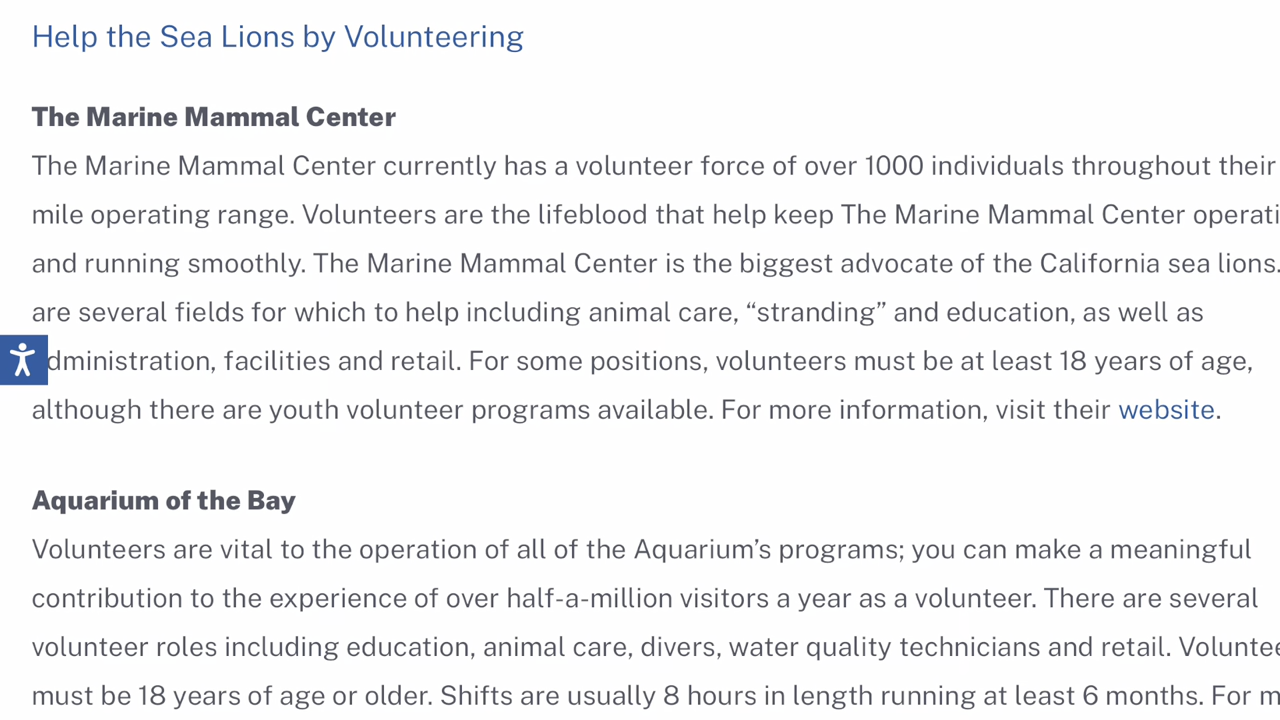 Help the Sea Lions by Volunteering
The Marine Mammal Center
The Marine Mammal Center currently has a volunteer force of over 1000 individuals throughout their
mile operating range. Volunteers are the lifeblood that help keep The Marine Mammal Center operati
and running smoothly. The Marine Mammal Center is the biggest advocate of the California sea lions.
are several fields for which to help including animal care, “stranding” and education, as well as
dministration, facilities and retail. For some positions, volunteers must be at least 18 years of age,
although there are youth volunteer programs available. For more information, visit their website.
Aquarium of the Bay
Volunteers are vital to the operation of all of the Aquarium’s programs; you can make a meaningful
contribution to the experience of over half-a-million visitors a year as a volunteer. There are several
volunteer roles including education, animal care, divers, water quality technicians and retail. Voluntee
must be 18 years of age or older. Shifts are usually 8 hours in length running at least 6 months. For m